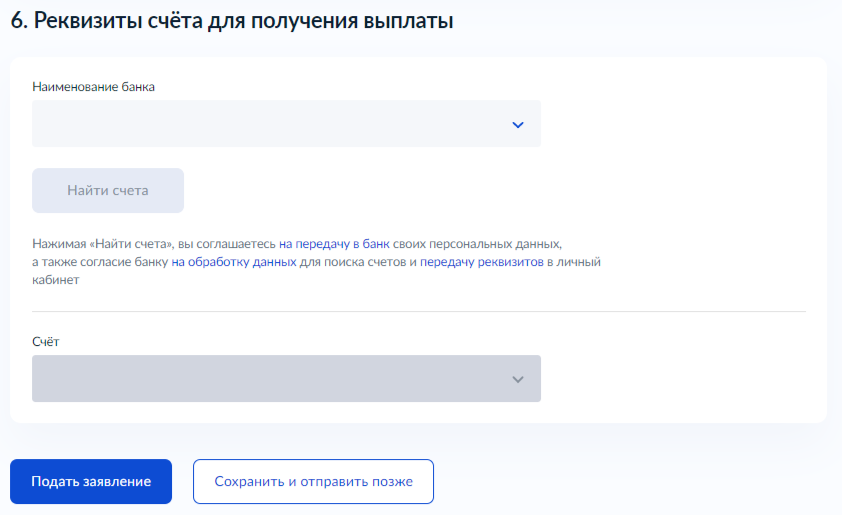 6. Реквизиты счёта для получения выплаты
Наименование банка
Найти счета
Нажимая «Найти счета», вы соглашаетесь на передачу в банк своих персональных данных,
а также согласие банку на обработку данных для поиска счетов и передачу реквизитов в личный
кабинет
Счёт
Подать заявление
Сохранить и отправить позже